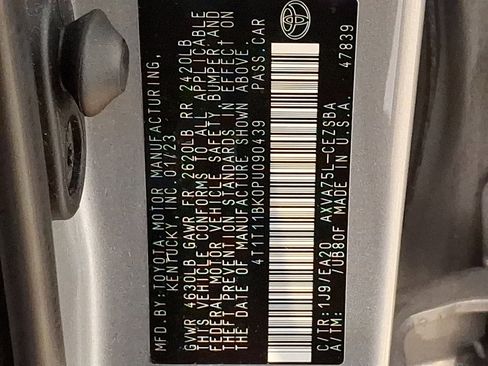 MFD.BY:TOYOTA MOTOR MANUFACTURING,
KENTUCKY, INC. 01/23
GVWR 4630LB GAWR FR 2620LB RR 2420LB
THIS VEHICLE CONFORMS TO ALL APPLICABLE
FEDERAL MOTOR VEHICLE SAFETY, BUMPER AND
THEFT PREVENTION STANDARDS IN EFFECT ON
THE DATE OF MANUFACTURE SHOWN ABOVE.
4T1T11BK0PU090439 PASS.CAR
C/TR:1J9/EA20 AXVA75L-CEZSBA
A/TM: /UB80F MADE IN U.S.A. 47839